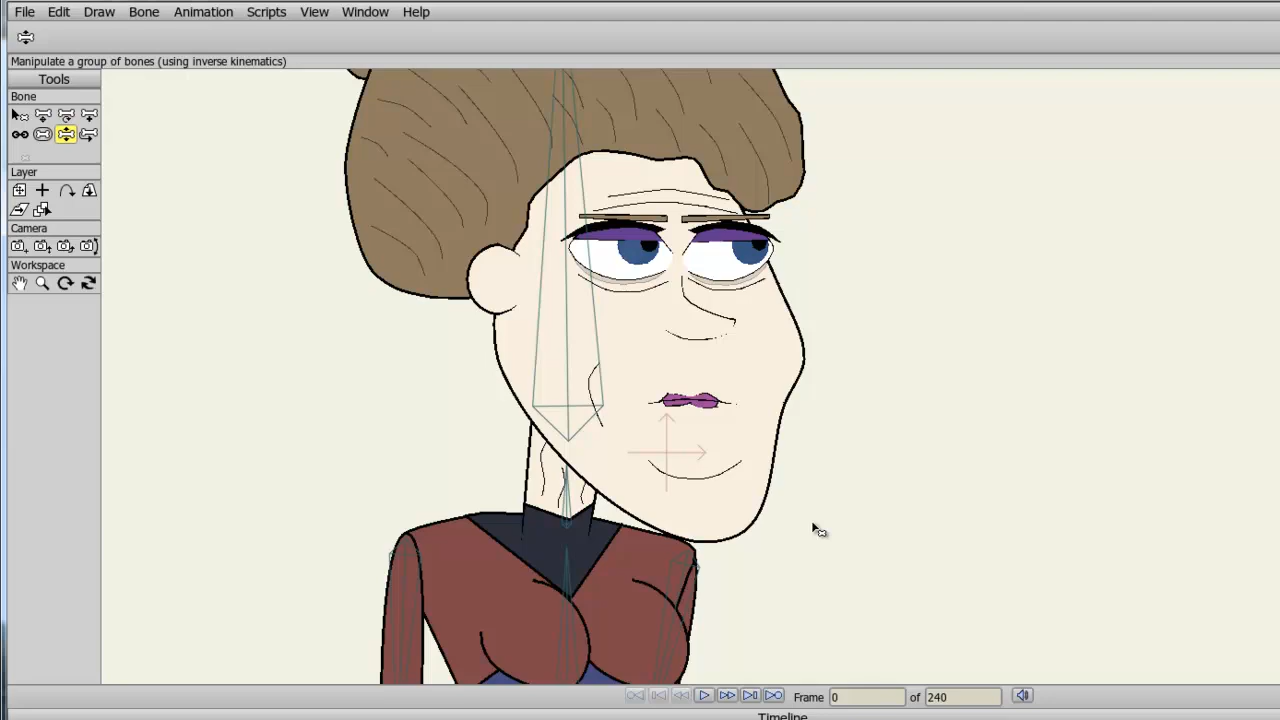 File Edit Draw Bone Animation Scripts View Window Help
Manipulate a group of bones (using inverse kinematics)
Tools
Bone
Layer
Camera
Workspace
Frame 0 of 240
Timeline